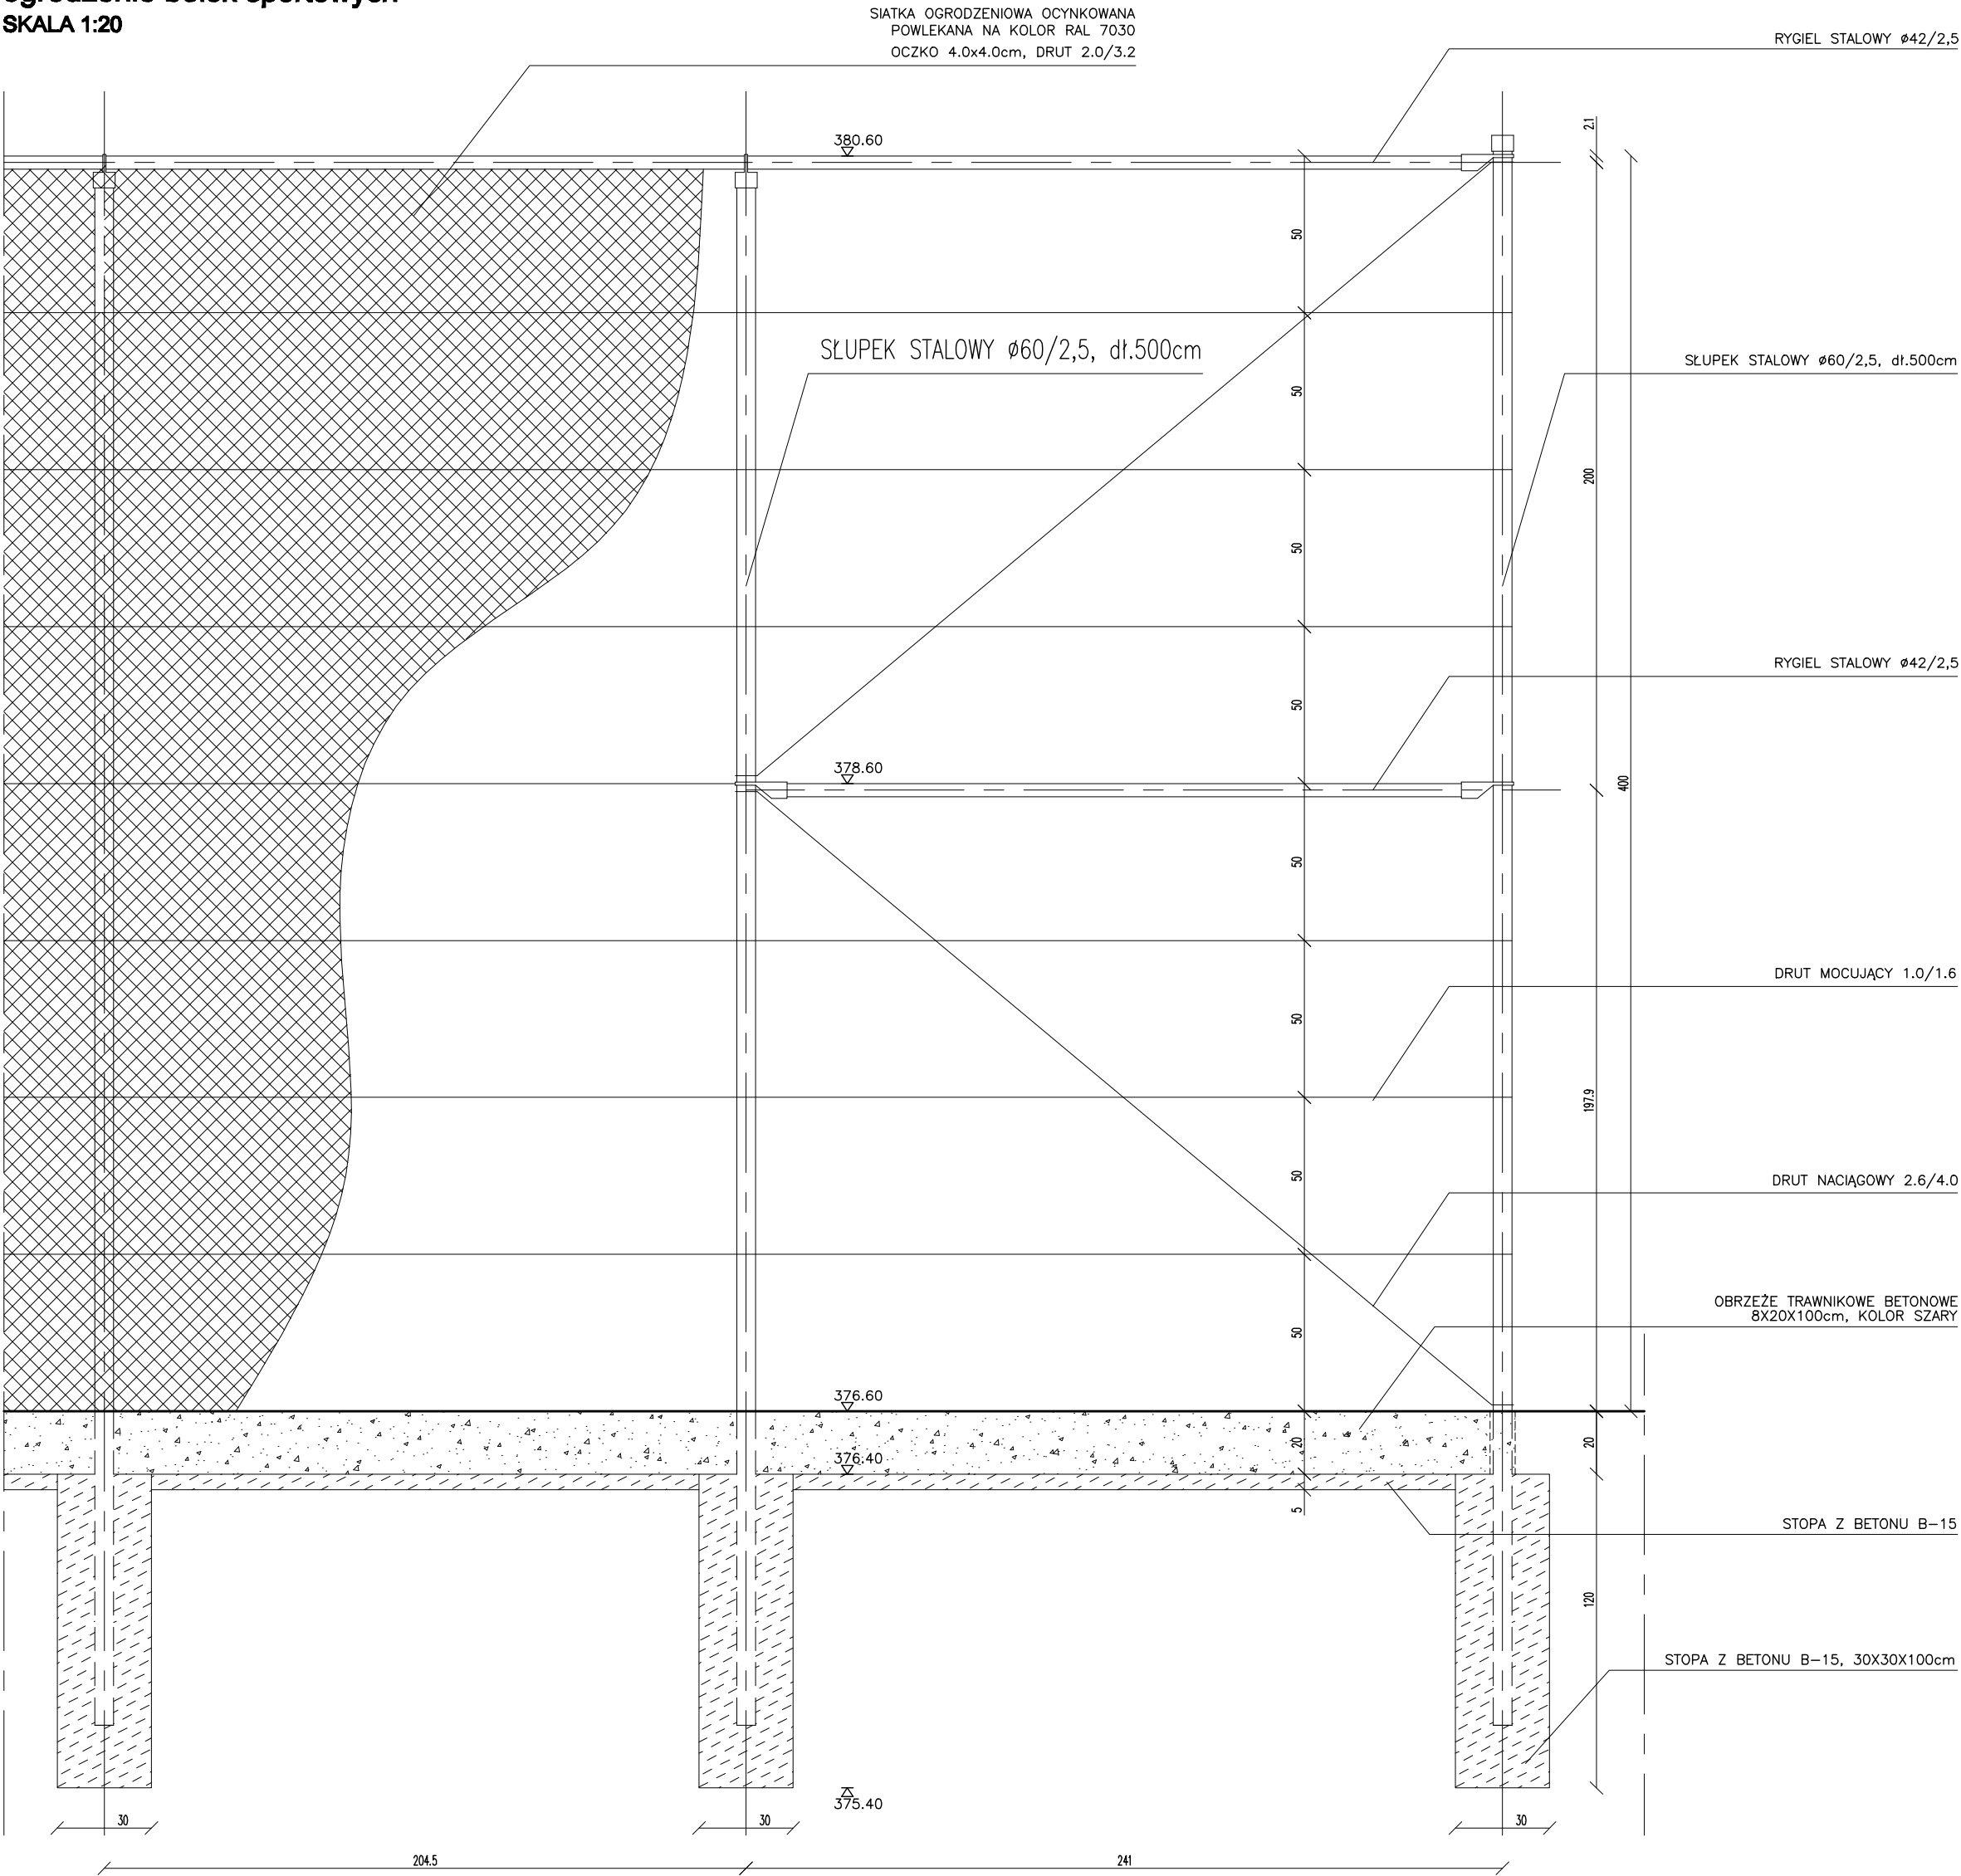 ogrodzenie boisk sportowych
SKALA 1:20
SIATKA OGRODZENIOWA OCYNKOWANA
POWLEKANA NA KOLOR RAL 7030
OCZKO 4.0x4.0cm, DRUT 2.0/3.2
RYGIEL STALOWY ø42/2,5
2.1
380.60
50
SŁUPEK STALOWY ø60/2,5, dł.500cm
SŁUPEK STALOWY ø60/2,5, dł.500cm
50
200
50
RYGIEL STALOWY ø42/2,5
50
378.60
400
50
DRUT MOCUJĄCY 1.0/1.6
50
197.9
50
DRUT NACIĄGOWY 2.6/4.0
OBRZEŻE TRAWNIKOWE BETONOWE
8X20X100cm, KOLOR SZARY
50
376.60
20
20
376.40
5
STOPA Z BETONU B-15
120
STOPA Z BETONU B-15, 30X30X100cm
375.40
30
30
30
204.5
241